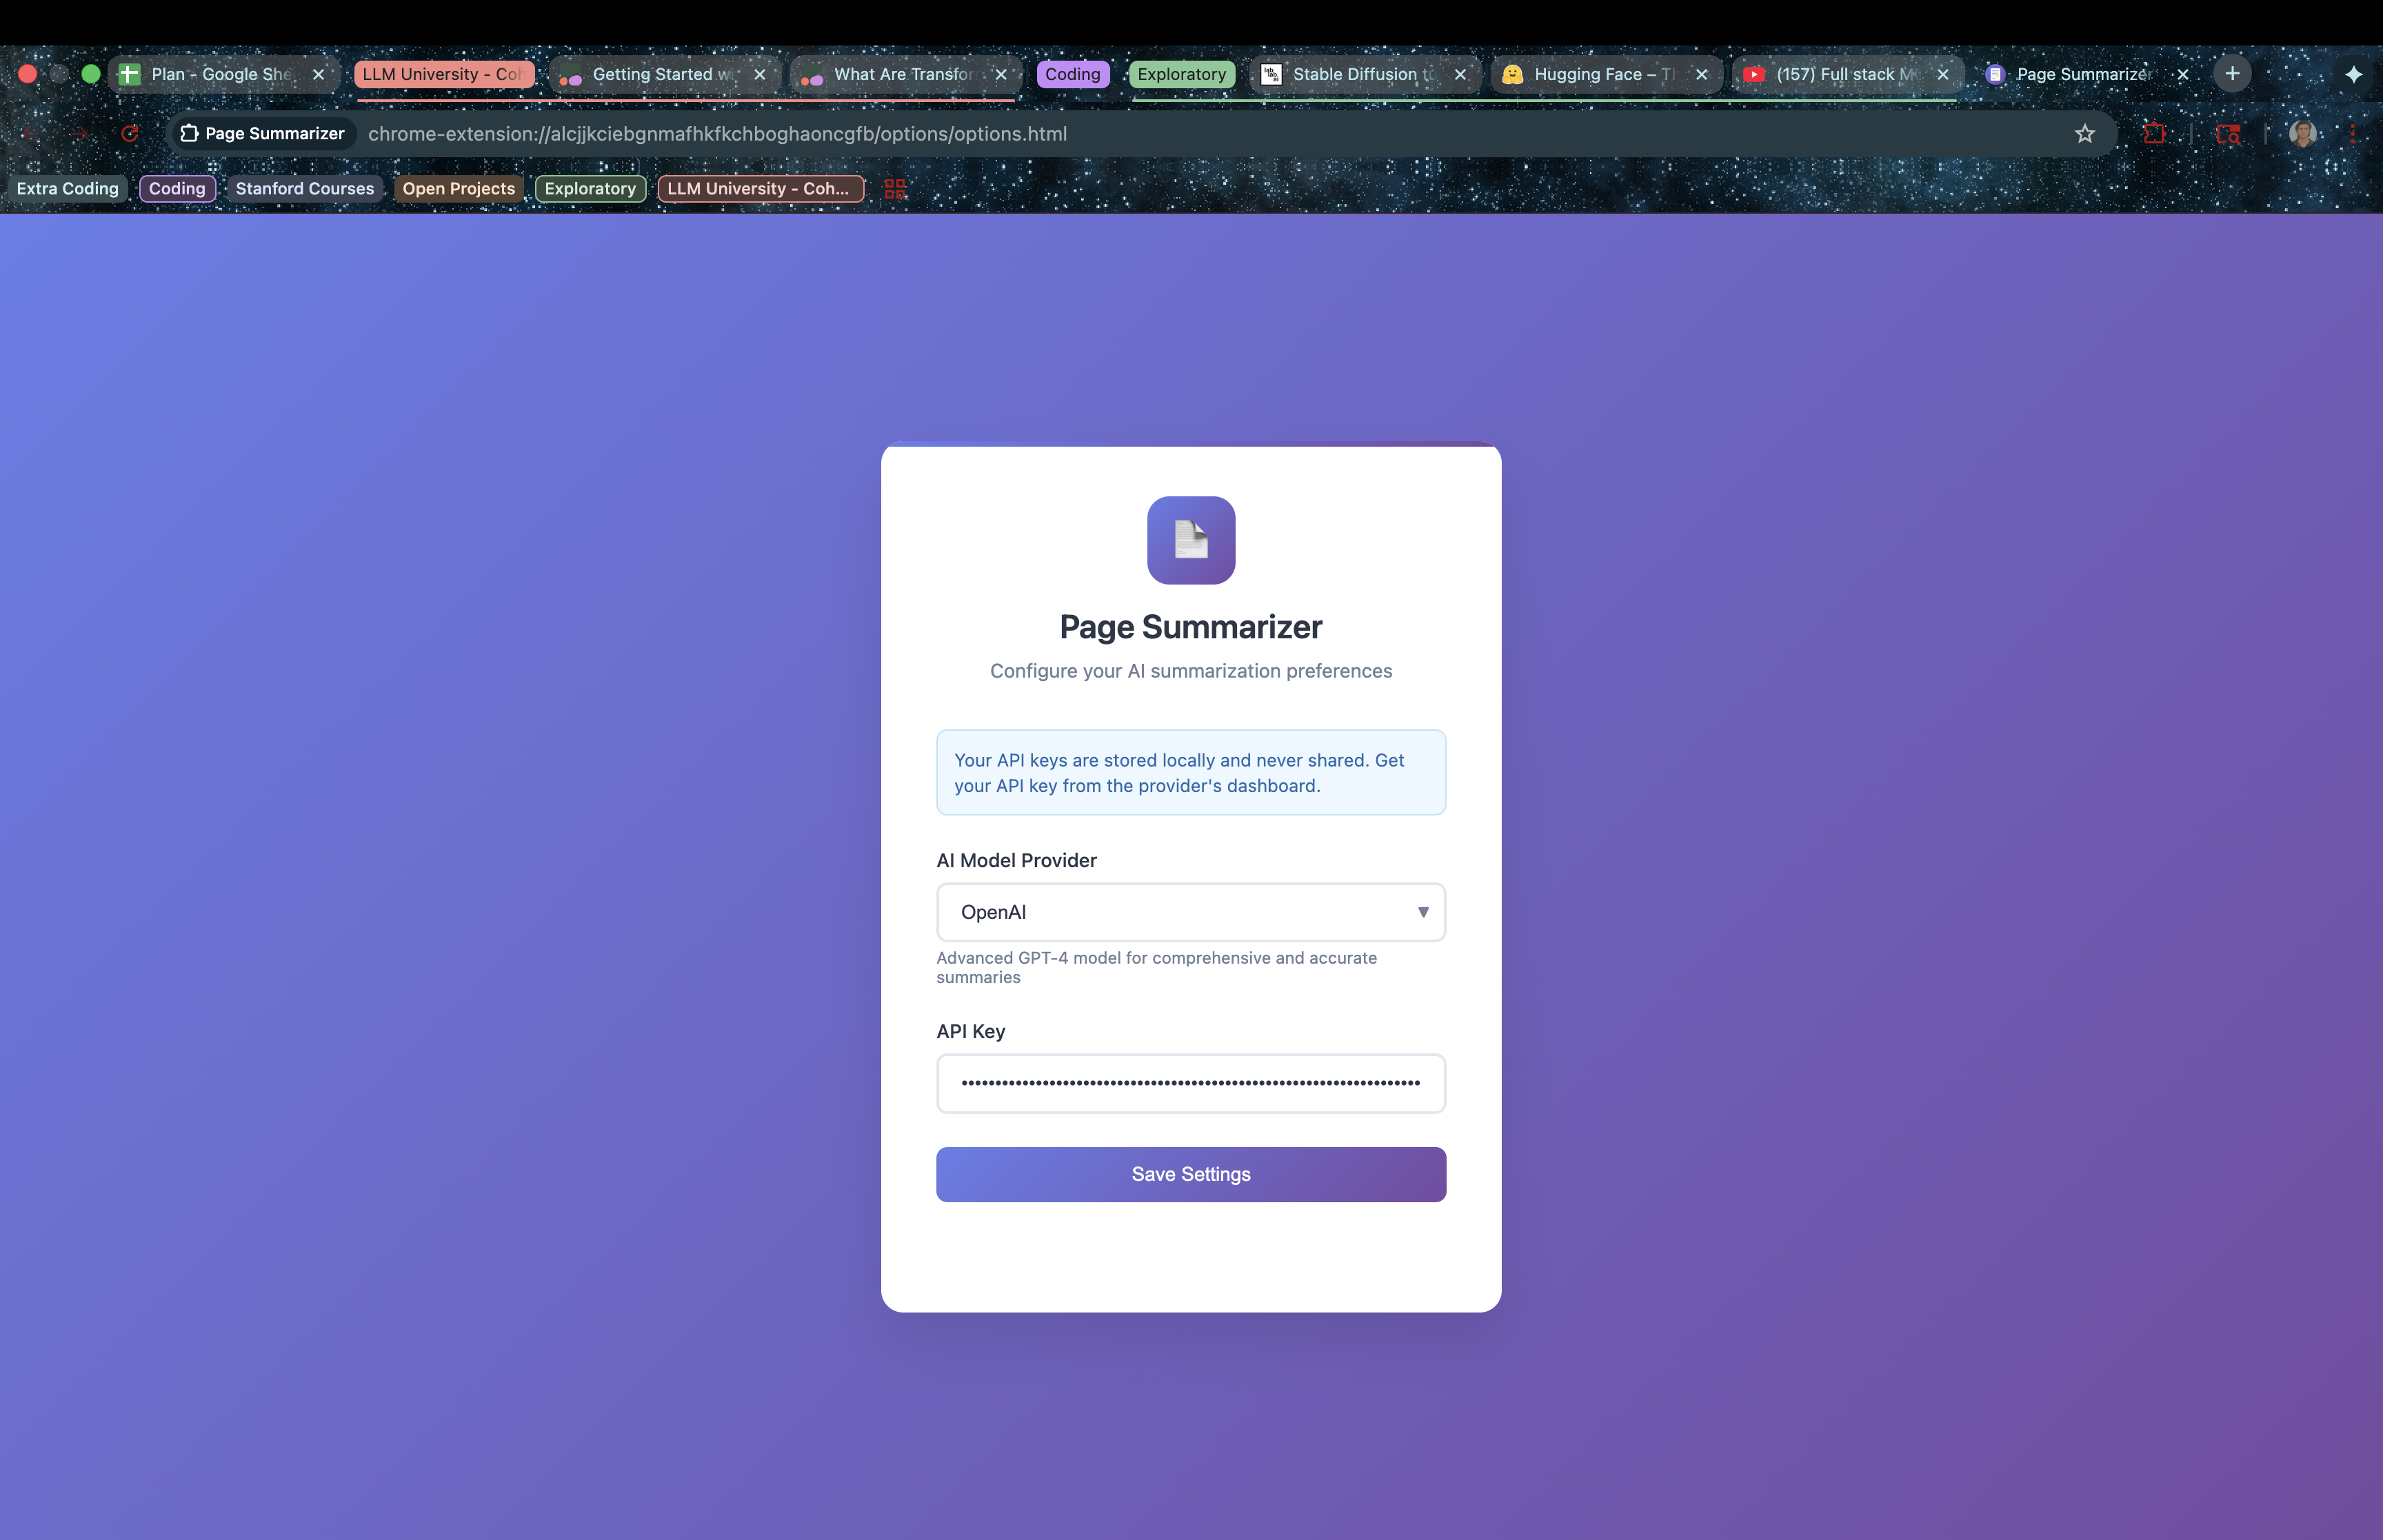 Plan - Google She
LLM University - Coh
Getting Started w
What Are Transfor
Coding
Exploratory
Stable Diffusion t
Hugging Face – T
(157) Full stack M
Page Summarizer
Page Summarizer
chrome-extension://alcjjkciebgnmafhkfkchboghaoncgfb/options/options.html
Extra Coding
Coding
Stanford Courses
Open Projects
Exploratory
LLM University - Coh...
Page Summarizer
Configure your AI summarization preferences
Your API keys are stored locally and never shared. Get
your API key from the provider's dashboard.
AI Model Provider
OpenAI
Advanced GPT-4 model for comprehensive and accurate
summaries
API Key
Save Settings